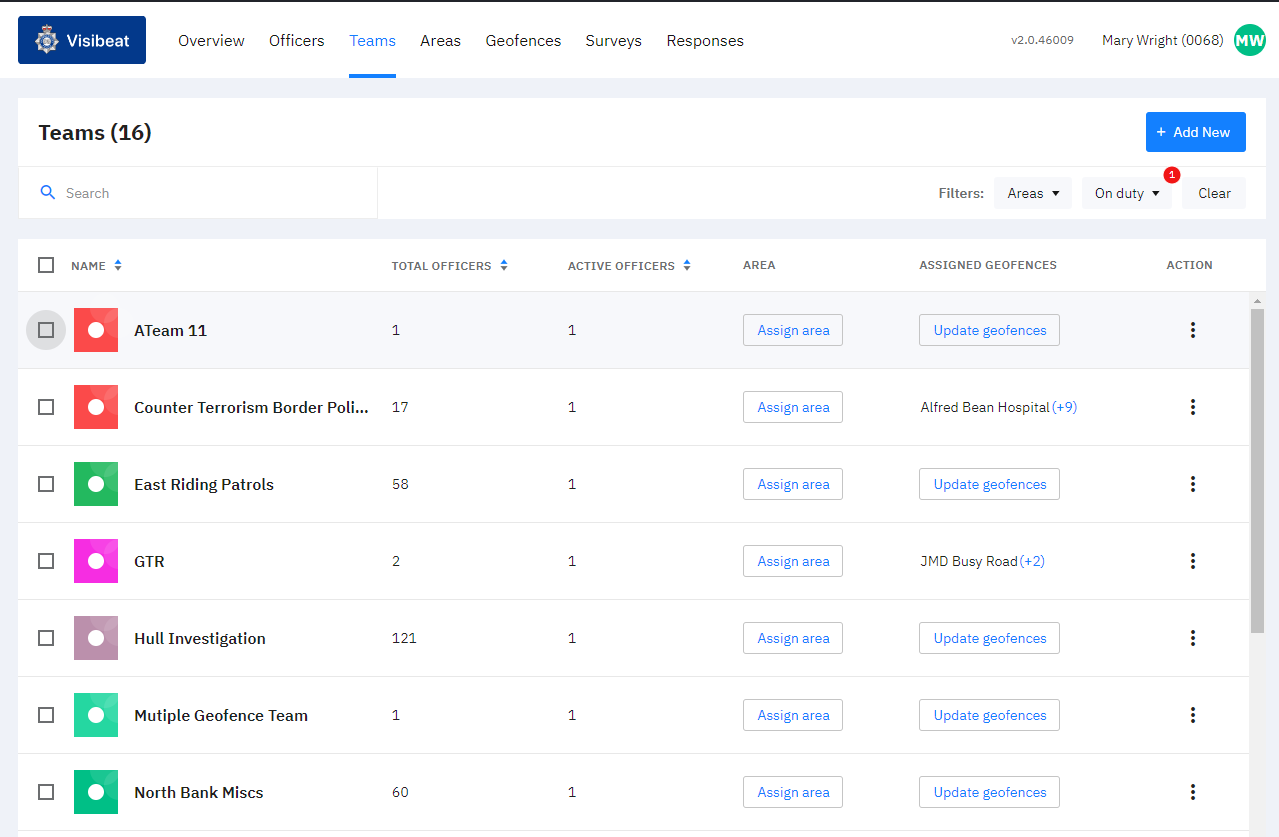 Visibeat Overview Officers Teams Areas Geofences Surveys Responses v2.0.46009 Mary Wright (0068) MW
Teams (16) + Add New
Search Filters: Areas On duty 1 Clear
NAME TOTAL OFFICERS ACTIVE OFFICERS AREA ASSIGNED GEOFENCES ACTION
ATeam 11 1 1 Assign area Update geofences
Counter Terrorism Border Poli... 17 1 Assign area Alfred Bean Hospital (+9)
East Riding Patrols 58 1 Assign area Update geofences
GTR 2 1 Assign area JMD Busy Road (+2)
Hull Investigation 121 1 Assign area Update geofences
Mutiple Geofence Team 1 1 Assign area Update geofences
North Bank Miscs 60 1 Assign area Update geofences